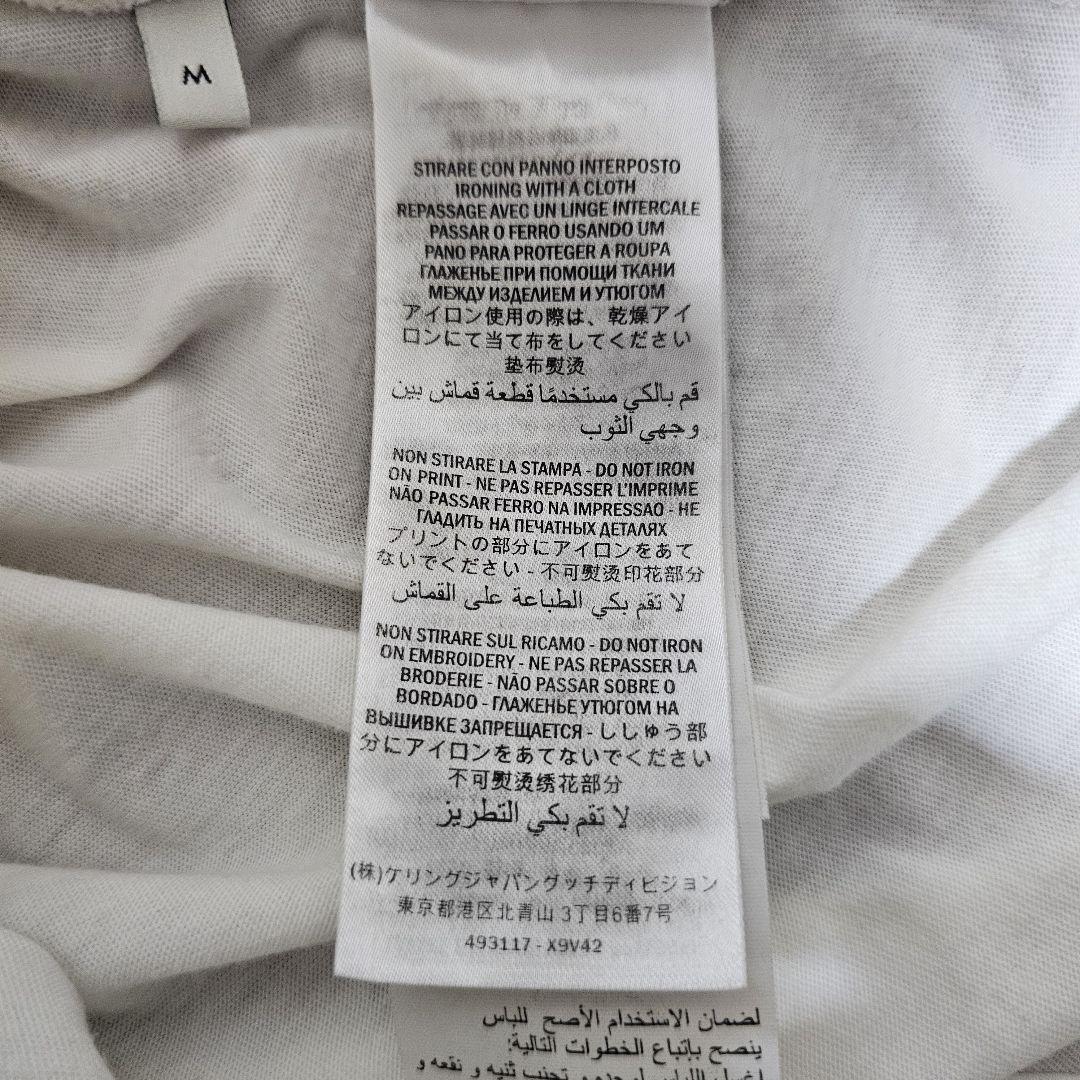 M
STIRARE CON PANNO INTERPOSTO
IRONING WITH A CLOTH
REPASSAGE AVEC UN LINGE INTERCALE
PASSAR O FERRO USANDO UM
PANO PARA PROTEGER A ROUPA
ГЛАЖЕНЬЕ ПРИ ПОМОЩИ ТКАНИ
МЕЖДУ ИЗДЕЛИЕМ И УТЮГОМ
アイロン使用の際は、乾燥アイ
ロンにて当て布をしてください
垫布熨烫
قم بالكي مستخدمًا قطعة قماش بين
وجهي الثوب
NON STIRARE LA STAMPA - DO NOT IRON
ON PRINT - NE PAS REPASSER L'IMPRIME
NÃO PASSAR FERRO NA IMPRESSAO - НЕ
ГЛАДИТЬ НА ПЕЧАТНЫХ ДЕТАЛЯХ
プリントの部分にアイロンをあて
ないでください - 不可熨烫印花部分
لا تقم بكي الطباعة على القماش
NON STIRARE SUL RICAMO - DO NOT IRON
ON EMBROIDERY - NE PAS REPASSER LA
BRODERIE - NÃO PASSAR SOBRE O
BORDADO - ГЛАЖЕНЬЕ УТЮГОМ НА
ВЫШИВКЕ ЗАПРЕЩАЕТСЯ - ししゅう部
分にアイロンをあてないでください
不可熨烫绣花部分
لا تقم بكي التطريز
(株)ケリングジャパングッチディビジョン
東京都港区北青山 3丁目6番7号
493117 - X9V42
لضمان الاستخدام الأصح للباس
ينصح بإتباع الخطوات التالية:
اغسل اللباس لوحده و تجنب ثنيه و نقعه و